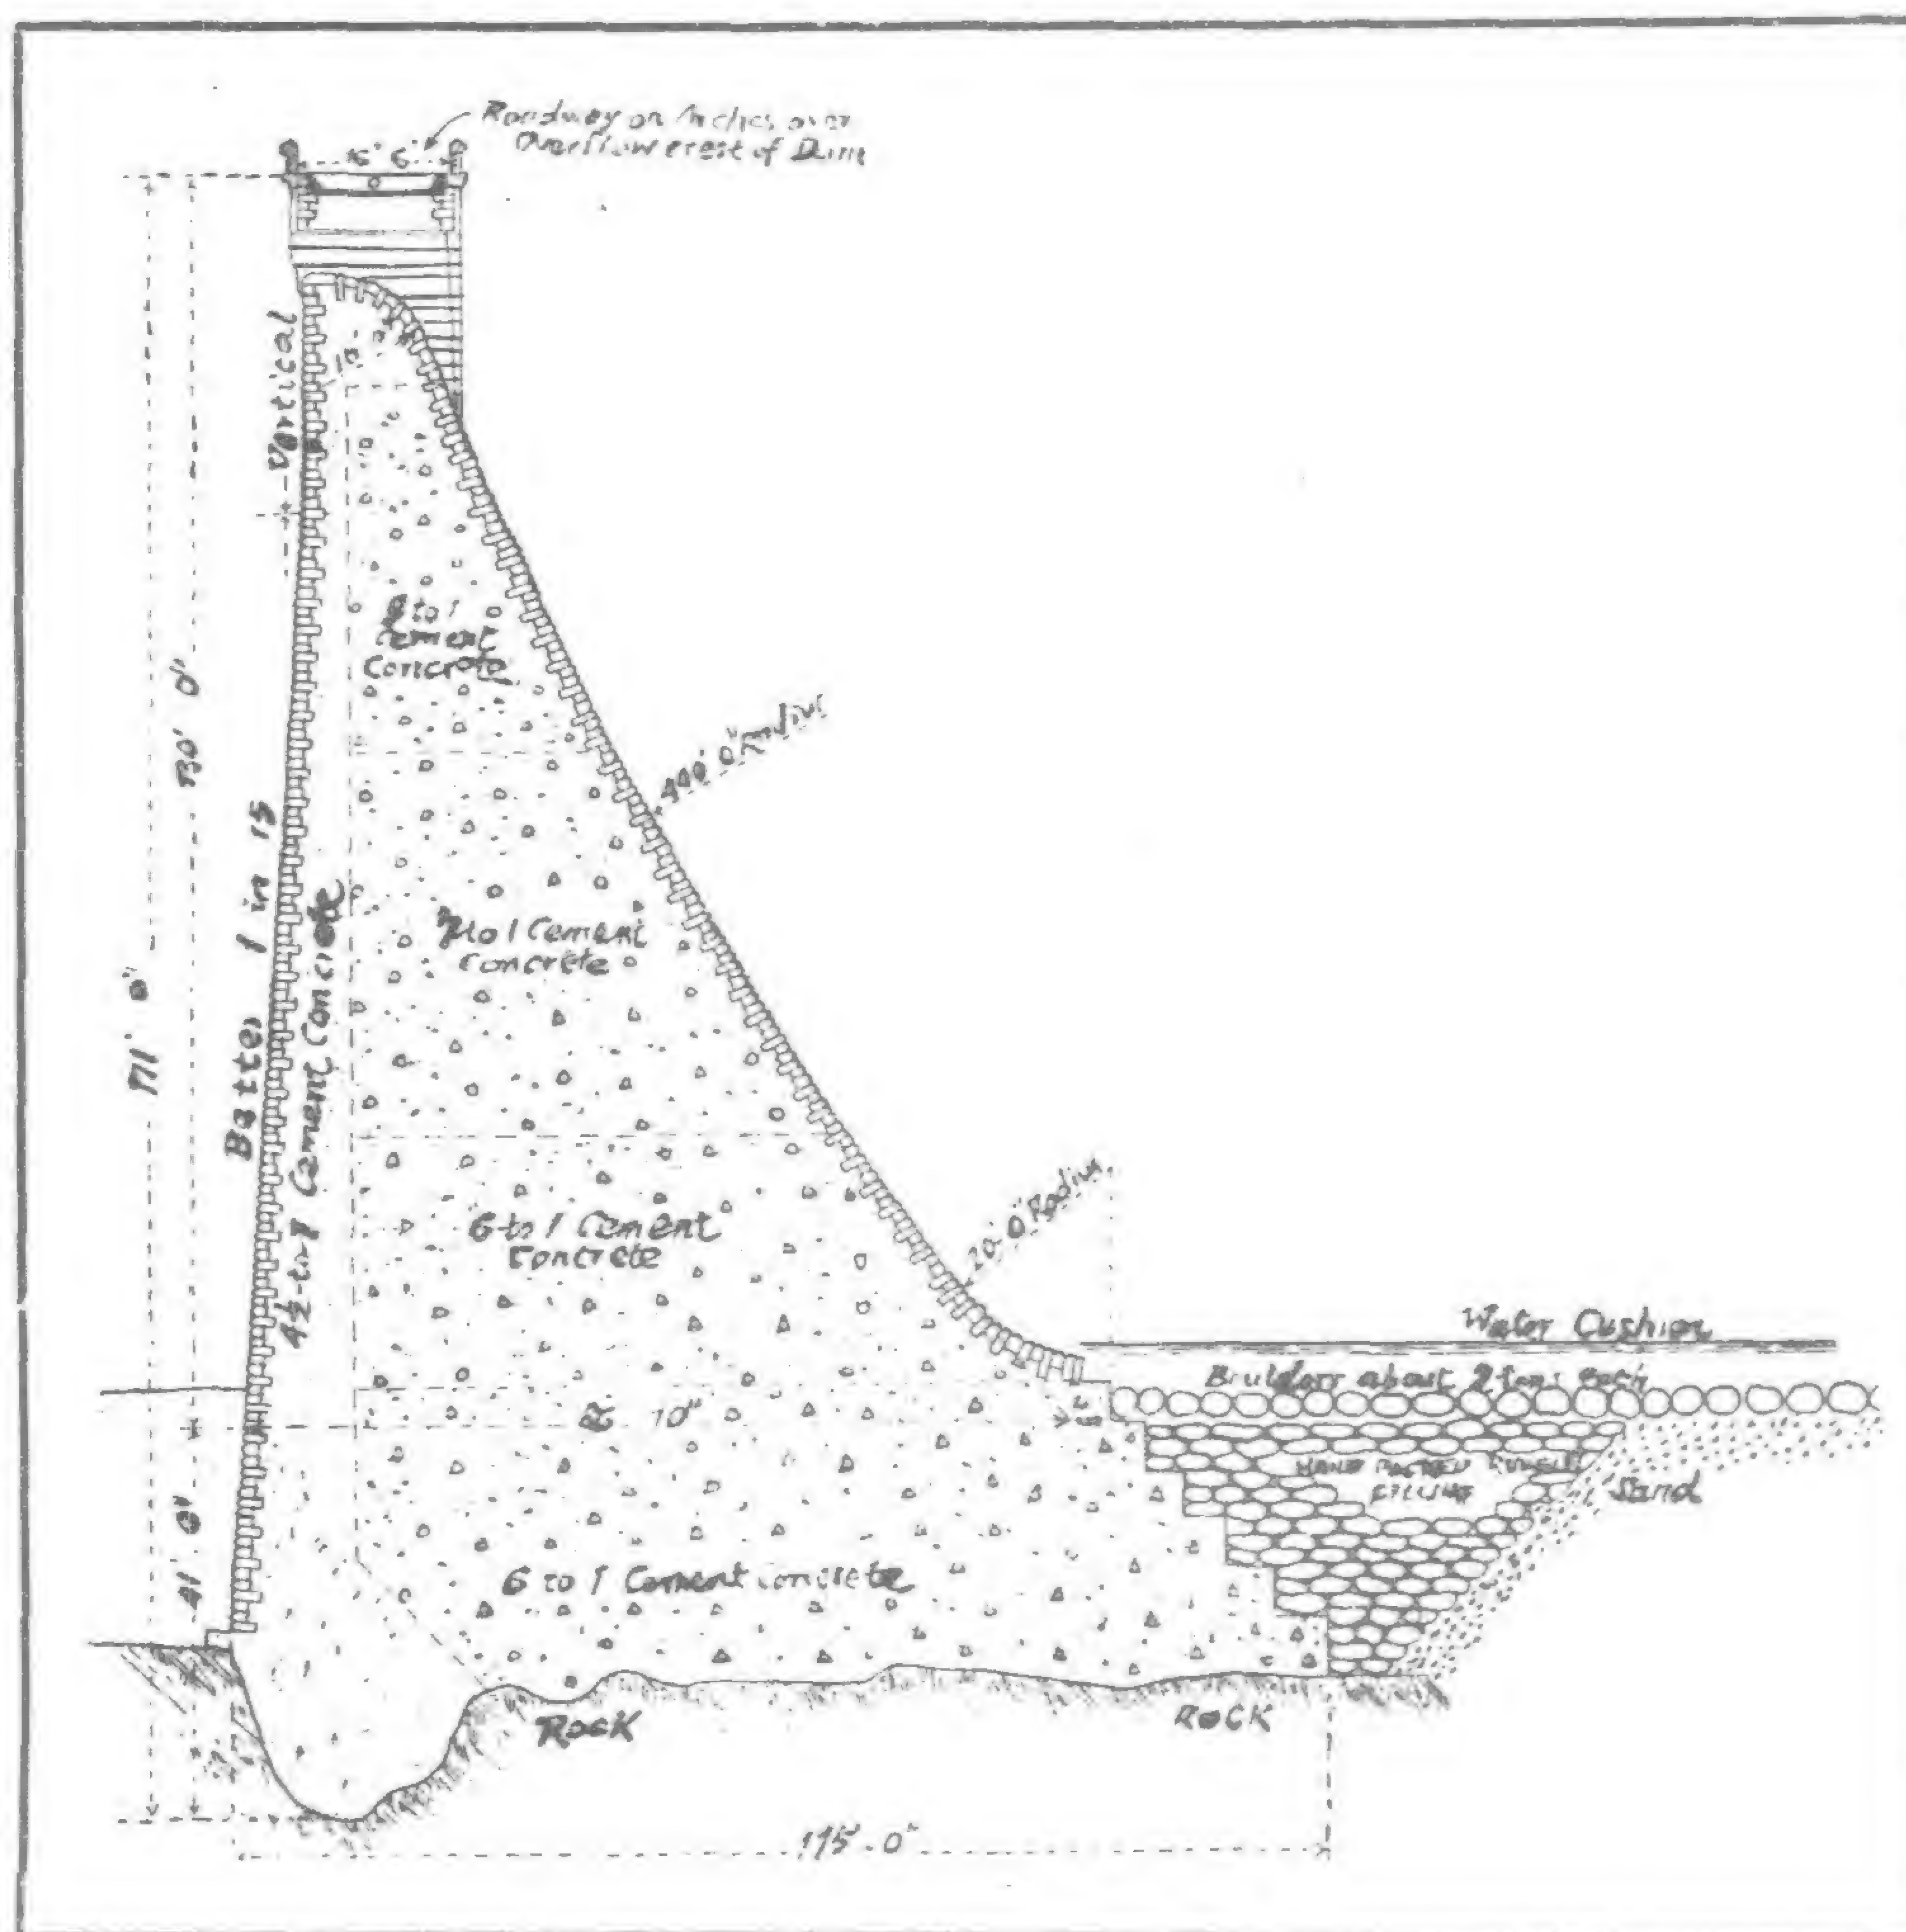 Roadway on Arches over
Overflow crest of Dam
16' 6"
Vertical
8 to 1
Cement
Concrete
130' 0"
400' 0" Radius
Batter 1 in 15
4½ to 1 Cement Concrete
7 to 1 Cement
Concrete
171' 0"
6 to 1 Cement
Concrete
20' 0" Radius
Water Cushion
Boulders about 2 tons each
10"
HAND PACKED RUBBLE
FILLING
Sand
41' 0"
6 to 1 Cement Concrete
ROCK
ROCK
115'.0"